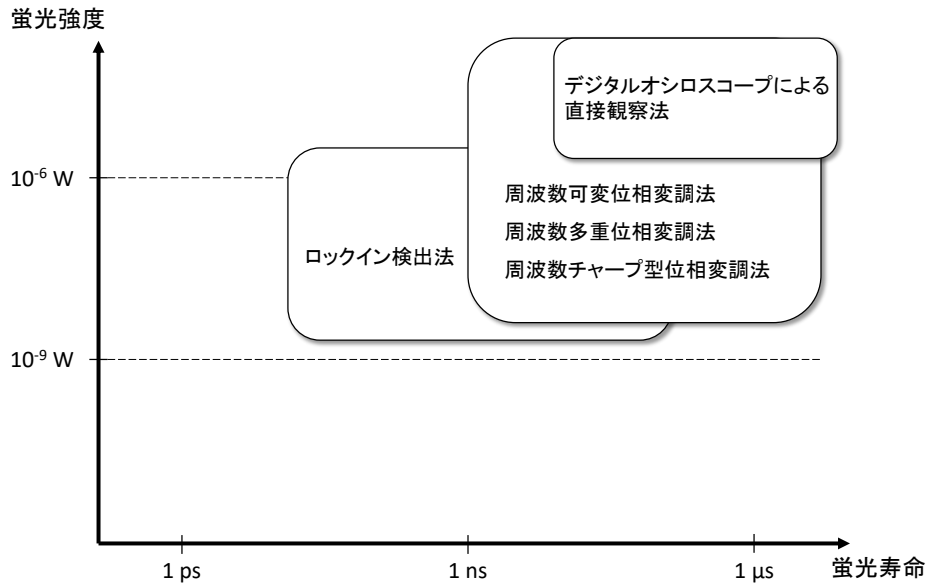 蛍光強度
デジタルオシロスコープによる
直接観察法
10-6 W
周波数可変位相変調法
周波数多重位相変調法
ロックイン検出法
周波数チャープ型位相変調法
10-9 W
1 ps
1 ns
1 μs
蛍光寿命